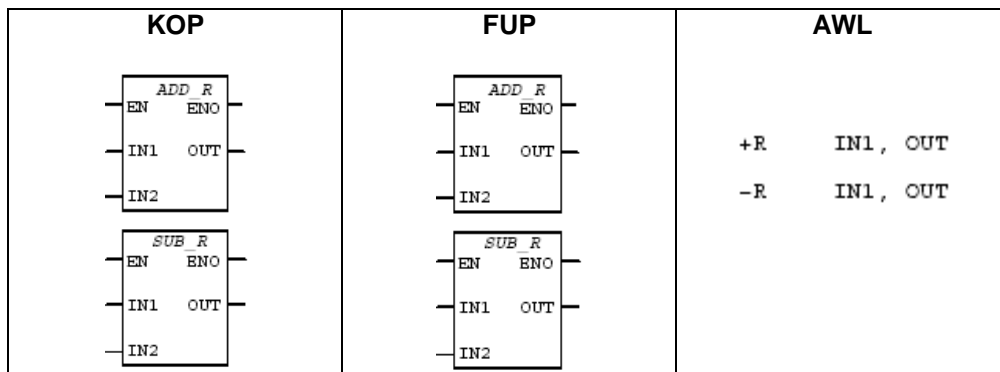 KOP
FUP
AWL
ADD_R
EN ENO
IN1 OUT
IN2
SUB_R
EN ENO
IN1 OUT
IN2
ADD_R
EN ENO
IN1 OUT
IN2
SUB_R
EN ENO
IN1 OUT
IN2
+R IN1, OUT
-R IN1, OUT